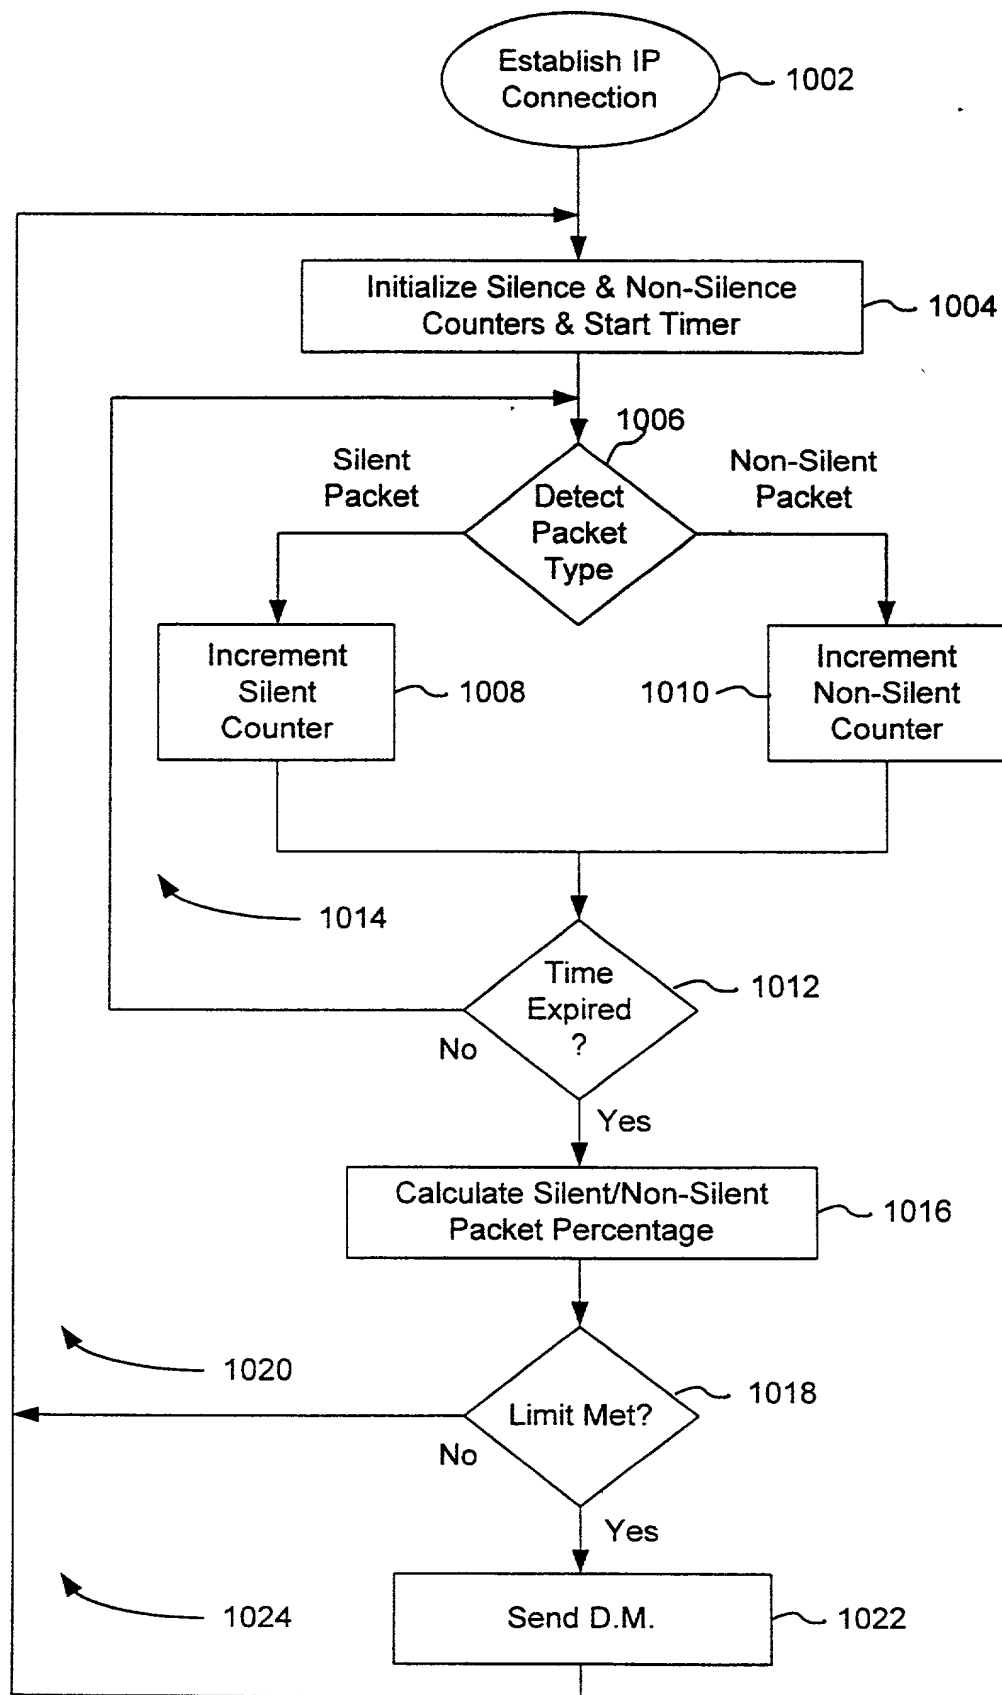 Establish IP
Connection
1002
Initialize Silence & Non-Silence
Counters & Start Timer
1004
1006
Silent
Packet
Detect
Packet
Type
Non-Silent
Packet
Increment
Silent
Counter
1008
1010
Increment
Non-Silent
Counter
1014
Time
Expired
?
1012
No
Yes
Calculate Silent/Non-Silent
Packet Percentage
1016
1020
Limit Met?
1018
No
Yes
1024
Send D.M.
1022